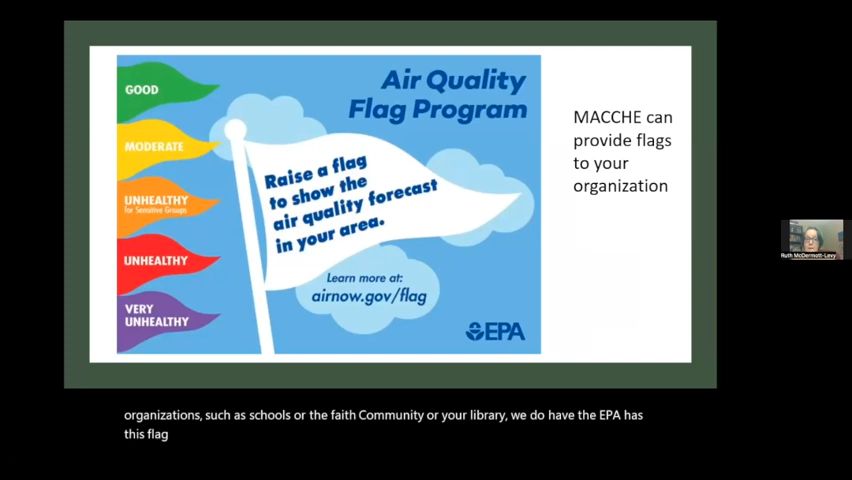 GOOD
MODERATE
UNHEALTHY
for Sensitive Groups
UNHEALTHY
VERY
UNHEALTHY
Air Quality
Flag Program
Raise a flag
to show the
air quality forecast
in your area.
Learn more at:
airnow.gov/flag
EPA
MACCHE can
provide flags
to your
organization
Ruth McDermott-Levy
organizations, such as schools or the faith Community or your library, we do have the EPA has
this flag